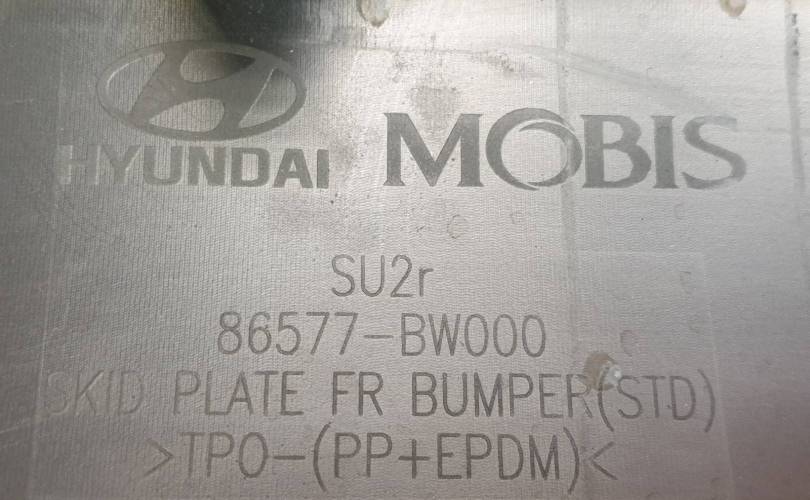 HYUNDAI MOBIS
SU2r
86577-BW000
SKID PLATE FR BUMPER(STD)
>TPO-(PP+EPDM)<